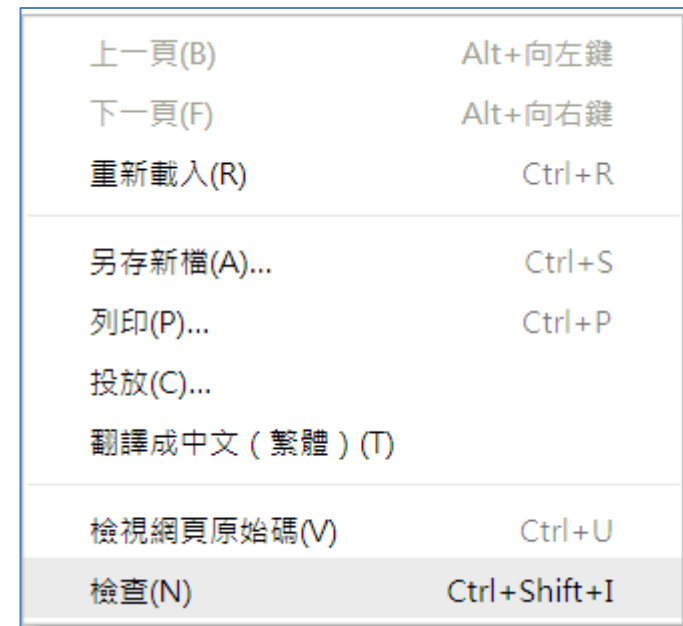 上一頁(B) Alt+向左鍵
下一頁(F) Alt+向右鍵
重新載入(R) Ctrl+R
另存新檔(A)... Ctrl+S
列印(P)... Ctrl+P
投放(C)...
翻譯成中文（繁體）(T)
檢視網頁原始碼(V) Ctrl+U
檢查(N) Ctrl+Shift+I